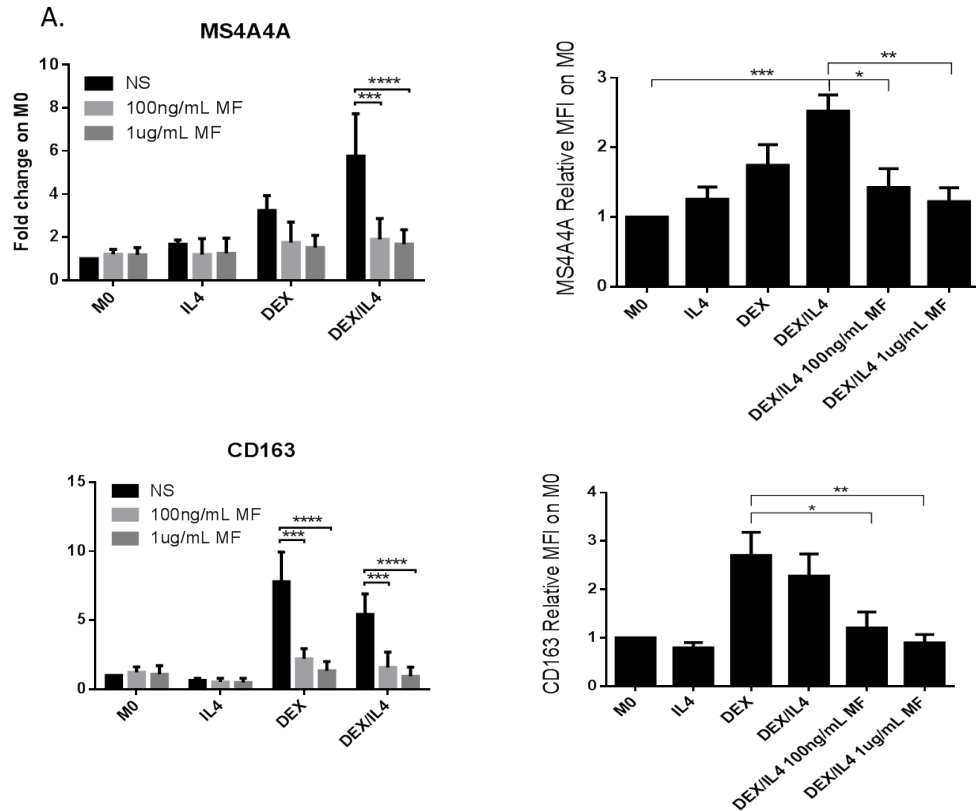 A.
MS4A4A
Fold change on M0
10
8
6
4
2
0
NS
100ng/mL MF
1ug/mL MF
****
***
M0
IL4
DEX
DEX/IL4
MS4A4A Relative MFI on M0
3
2
1
0
***
*
**
M0
IL4
DEX
DEX/IL4
DEX/IL4 100ng/mL MF
DEX/IL4 1ug/mL MF
CD163
15
10
5
0
NS
100ng/mL MF
1ug/mL MF
****
***
****
***
M0
IL4
DEX
DEX/IL4
CD163 Relative MFI on M0
4
3
2
1
0
**
*
M0
IL4
DEX
DEX/IL4
DEX/IL4 100ng/mL MF
DEX/IL4 1ug/mL MF